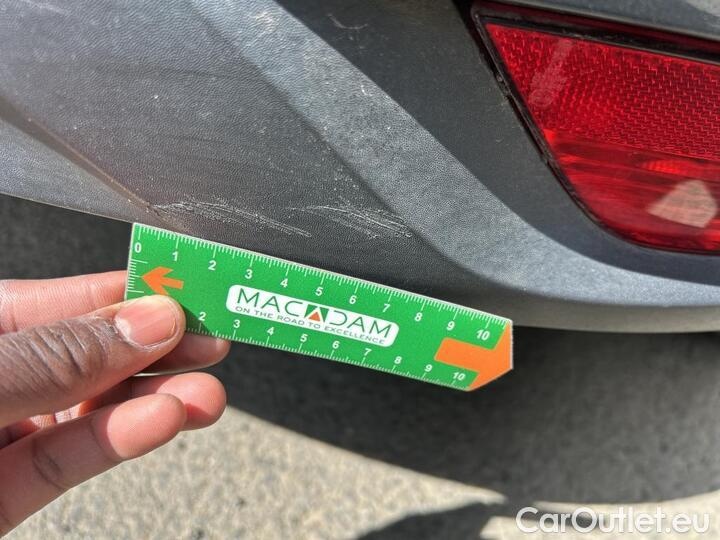 0 1 2 3 4 5 6 7 8 9 10
MACADAM
ON THE ROAD TO EXCELLENCE
2 3 4 5 6 7 8 9 10
CarOutlet.eu